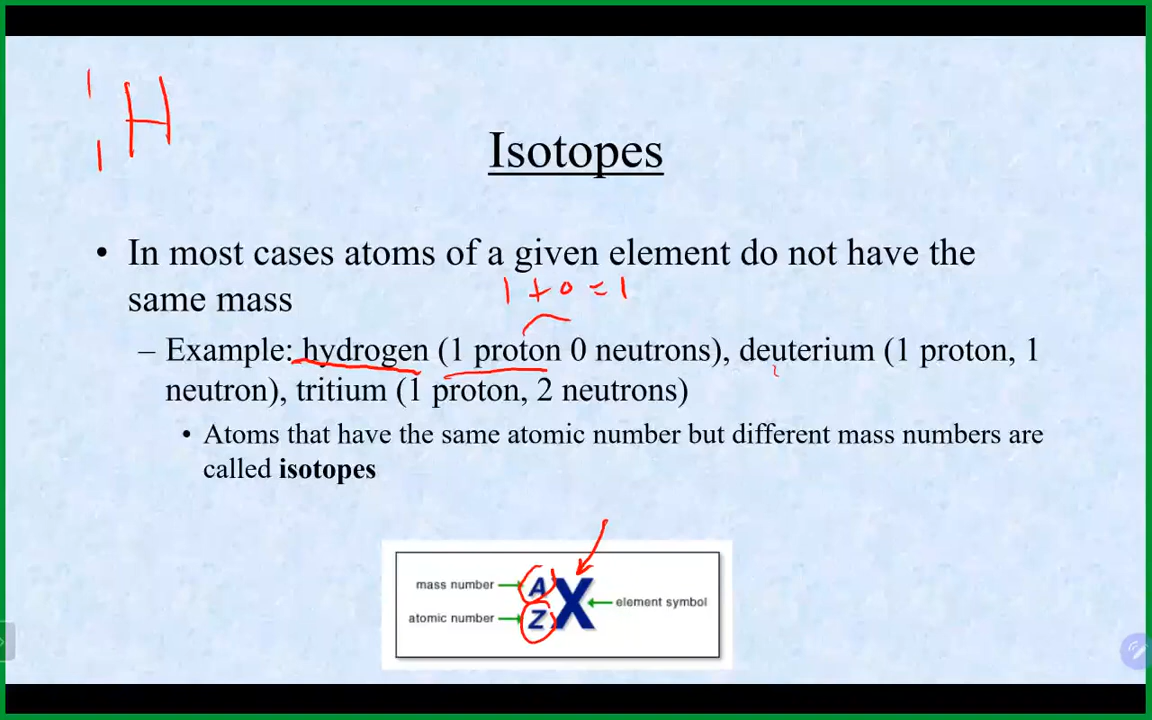 1
H
1
Isotopes
• In most cases atoms of a given element do not have the
same mass
1 + 0 = 1
– Example: hydrogen (1 proton 0 neutrons), deuterium (1 proton, 1
neutron), tritium (1 proton, 2 neutrons)
• Atoms that have the same atomic number but different mass numbers are
called isotopes
mass number A
X
element symbol
atomic number Z